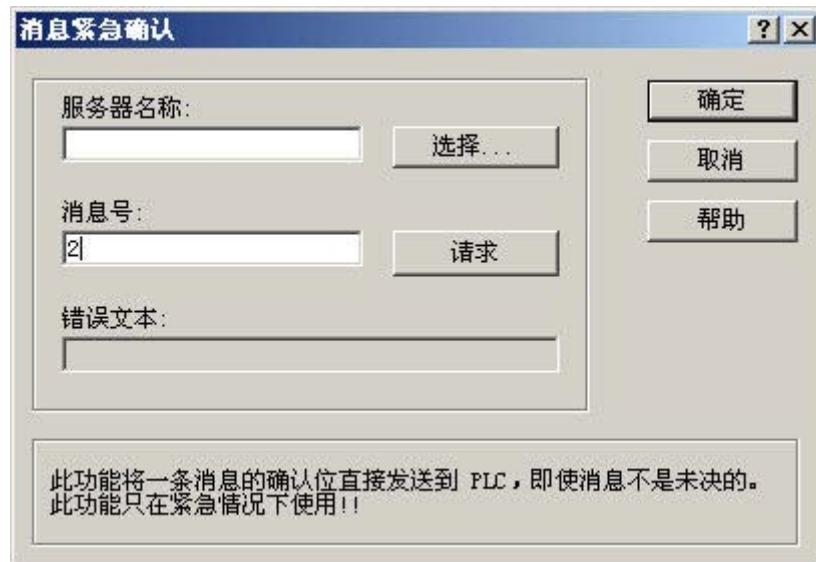 消息紧急确认
服务器名称:
选择...
消息号:
2
请求
错误文本:
确定
取消
帮助
此功能将一条消息的确认位直接发送到 PLC，即使消息不是未决的。
此功能只在紧急情况下使用!!